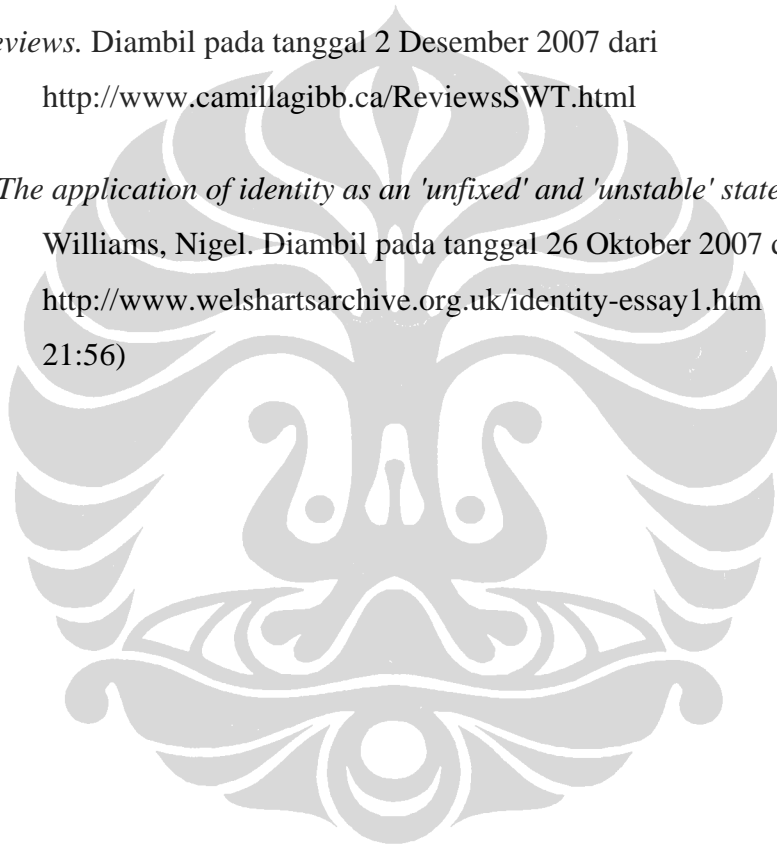 eviews. Diambil pada tanggal 2 Desember 2007 dari
http://www.camillagibb.ca/ReviewsSWT.html
The application of identity as an 'unfixed' and 'unstable' state
Williams, Nigel. Diambil pada tanggal 26 Oktober 2007
http://www.welshartsarchive.org.uk/identity-essay1.htm
21:56)